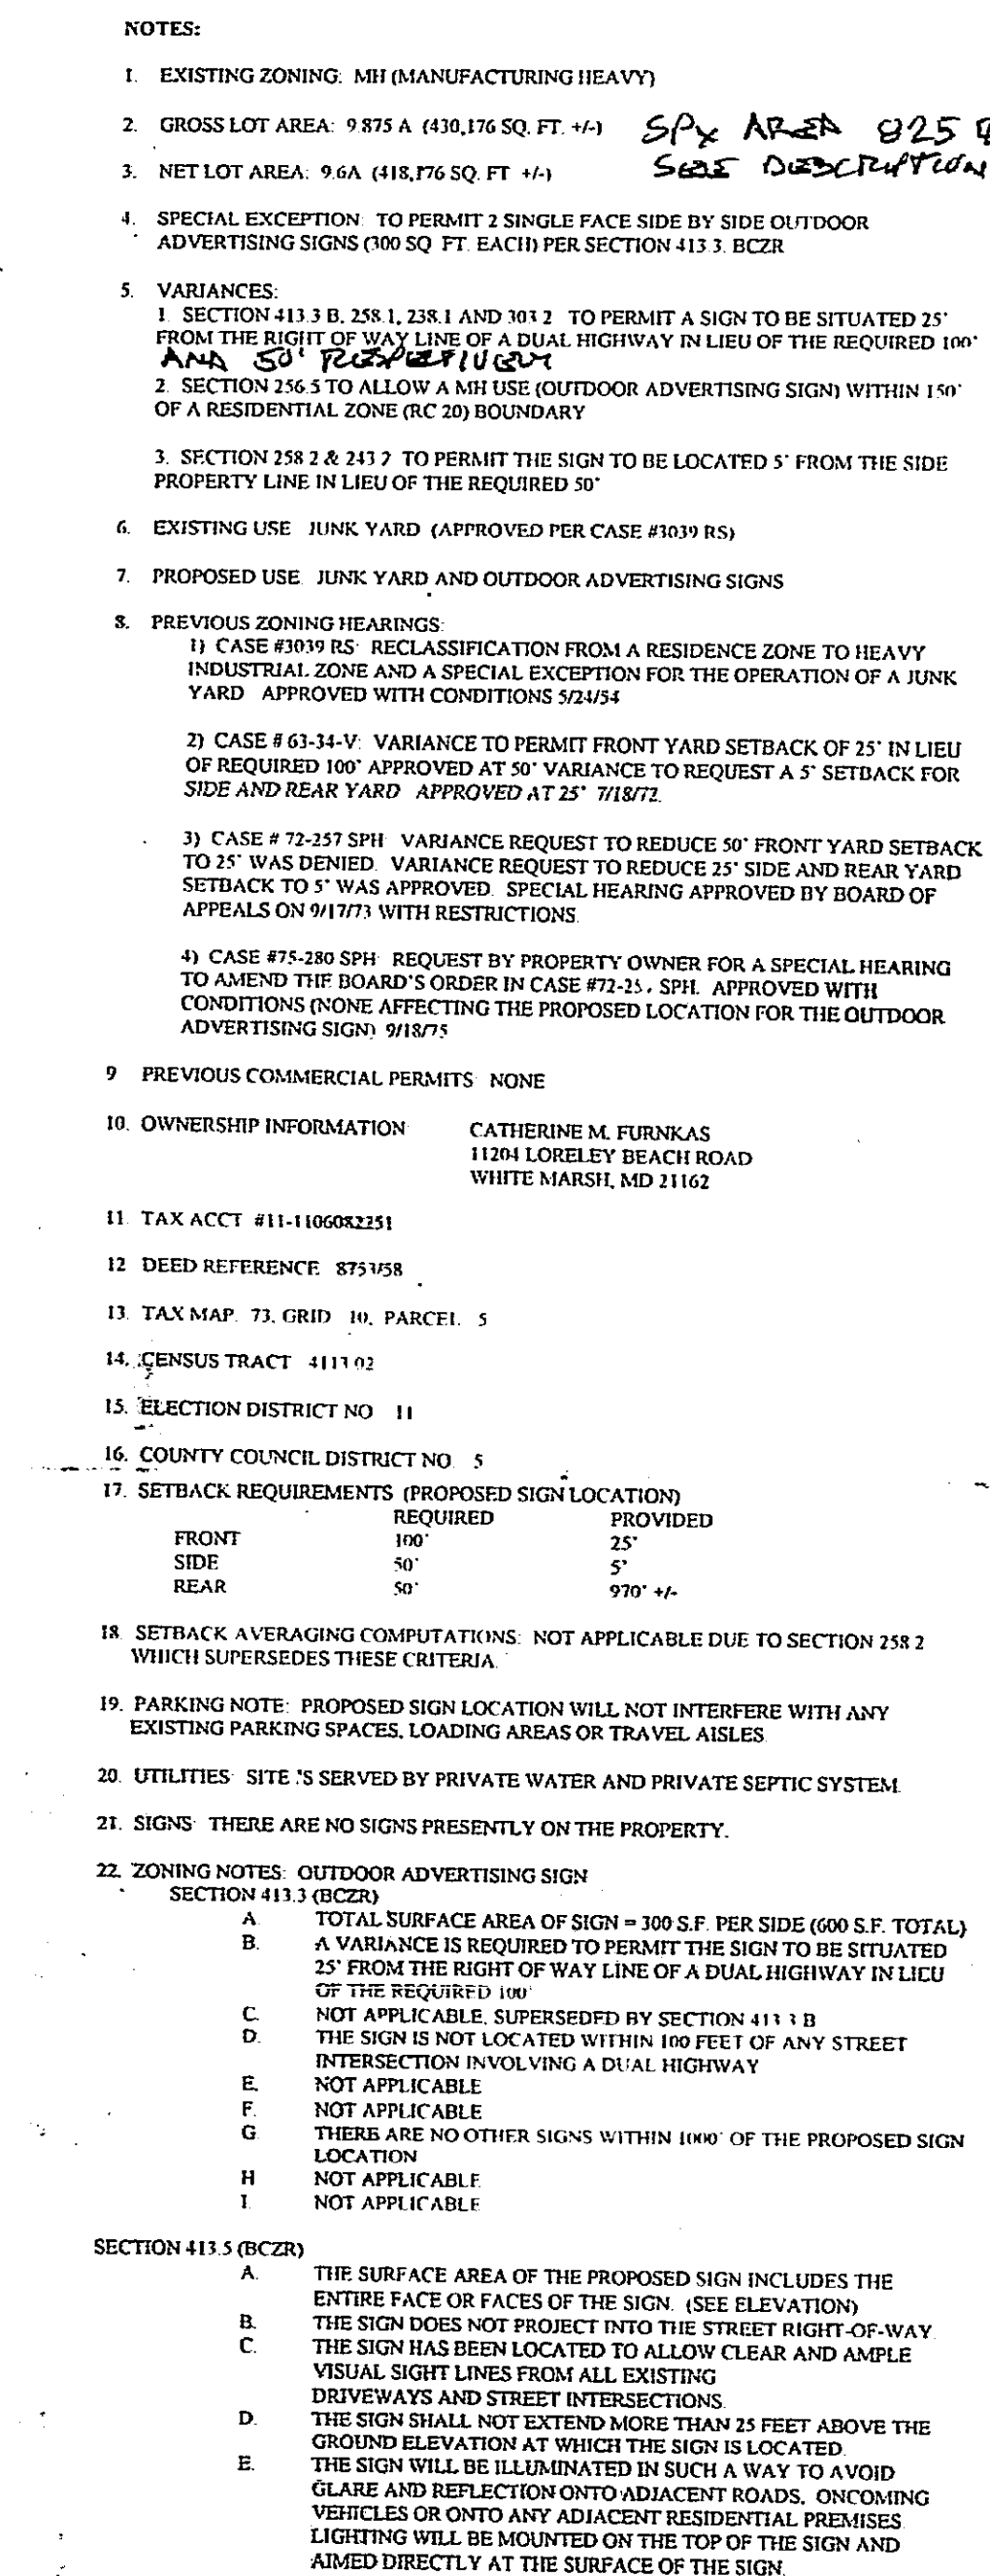 NOTES:
1. EXISTING ZONING: MH (MANUFACTURING HEAVY)
2. GROSS LOT AREA: 9.875 A (430,176 SQ. FT. +/-) SPX AREA 825
3. NET LOT AREA: 9.6A (418,176 SQ. FT +/-) SEE DESCRIPTION
4. SPECIAL EXCEPTION: TO PERMIT 2 SINGLE FACE SIDE BY SIDE OUTDOOR
ADVERTISING SIGNS (300 SQ. FT. EACH) PER SECTION 413.3. BCZR
5. VARIANCES:
1. SECTION 413.3 B, 258.1, 238.1 AND 303 2 TO PERMIT A SIGN TO BE SITUATED 25'
FROM THE RIGHT OF WAY LINE OF A DUAL HIGHWAY IN LIEU OF THE REQUIRED 100'
AND 50' RESPECTIVELY
2. SECTION 256.5 TO ALLOW A MH USE (OUTDOOR ADVERTISING SIGN) WITHIN 150'
OF A RESIDENTIAL ZONE (RC 20) BOUNDARY
3. SECTION 258 2 & 243 2 TO PERMIT THE SIGN TO BE LOCATED 5' FROM THE SIDE
PROPERTY LINE IN LIEU OF THE REQUIRED 50'
6. EXISTING USE JUNK YARD (APPROVED PER CASE #3039 RS)
7. PROPOSED USE JUNK YARD AND OUTDOOR ADVERTISING SIGNS
8. PREVIOUS ZONING HEARINGS:
1) CASE #3039 RS: RECLASSIFICATION FROM A RESIDENCE ZONE TO HEAVY
INDUSTRIAL ZONE AND A SPECIAL EXCEPTION FOR THE OPERATION OF A JUNK
YARD APPROVED WITH CONDITIONS 5/24/54
2) CASE # 63-34-V: VARIANCE TO PERMIT FRONT YARD SETBACK OF 25' IN LIEU
OF REQUIRED 100' APPROVED AT 50' VARIANCE TO REQUEST A 5' SETBACK FOR
SIDE AND REAR YARD APPROVED AT 25' 7/18/72.
3) CASE # 72-257 SPH VARIANCE REQUEST TO REDUCE 50' FRONT YARD SETBACK
TO 25' WAS DENIED. VARIANCE REQUEST TO REDUCE 25' SIDE AND REAR YARD
SETBACK TO 5' WAS APPROVED. SPECIAL HEARING APPROVED BY BOARD OF
APPEALS ON 9/17/73 WITH RESTRICTIONS.
4) CASE #75-280 SPH REQUEST BY PROPERTY OWNER FOR A SPECIAL HEARING
TO AMEND THE BOARD'S ORDER IN CASE #72-25 SPH. APPROVED WITH
CONDITIONS (NONE AFFECTING THE PROPOSED LOCATION FOR THE OUTDOOR
ADVERTISING SIGN) 9/18/75
9 PREVIOUS COMMERCIAL PERMITS NONE
10. OWNERSHIP INFORMATION CATHERINE M. FURNKAS
11204 LORELEY BEACH ROAD
WHITE MARSH, MD 21162
11. TAX ACCT #11-1106082251
12 DEED REFERENCE 8753/58
13. TAX MAP. 73, GRID 10, PARCEL 5
14. CENSUS TRACT 4113 02
15. ELECTION DISTRICT NO 11
16. COUNTY COUNCIL DISTRICT NO. 5
17. SETBACK REQUIREMENTS (PROPOSED SIGN LOCATION)
REQUIRED PROVIDED
FRONT 100' 25'
SIDE 50' 5'
REAR 50' 970' +/-
18. SETBACK AVERAGING COMPUTATIONS: NOT APPLICABLE DUE TO SECTION 258 2
WHICH SUPERSEDES THESE CRITERIA.
19. PARKING NOTE: PROPOSED SIGN LOCATION WILL NOT INTERFERE WITH ANY
EXISTING PARKING SPACES, LOADING AREAS OR TRAVEL AISLES.
20. UTILITIES: SITE 'S SERVED BY PRIVATE WATER AND PRIVATE SEPTIC SYSTEM.
21. SIGNS: THERE ARE NO SIGNS PRESENTLY ON THE PROPERTY.
22. ZONING NOTES: OUTDOOR ADVERTISING SIGN
SECTION 413.3 (BCZR)
A. TOTAL SURFACE AREA OF SIGN = 300 S.F. PER SIDE (600 S.F. TOTAL)
B. A VARIANCE IS REQUIRED TO PERMIT THE SIGN TO BE SITUATED
25' FROM THE RIGHT OF WAY LINE OF A DUAL HIGHWAY IN LIEU
OF THE REQUIRED 100'
C. NOT APPLICABLE, SUPERSEDED BY SECTION 413 3 B
D. THE SIGN IS NOT LOCATED WITHIN 100 FEET OF ANY STREET
INTERSECTION INVOLVING A DUAL HIGHWAY
E. NOT APPLICABLE
F. NOT APPLICABLE
G. THERE ARE NO OTHER SIGNS WITHIN 1000' OF THE PROPOSED SIGN
LOCATION
H NOT APPLICABLE
I. NOT APPLICABLE
SECTION 413.5 (BCZR)
A. THE SURFACE AREA OF THE PROPOSED SIGN INCLUDES THE
ENTIRE FACE OR FACES OF THE SIGN. (SEE ELEVATION)
B. THE SIGN DOES NOT PROJECT INTO THE STREET RIGHT-OF-WAY.
C. THE SIGN HAS BEEN LOCATED TO ALLOW CLEAR AND AMPLE
VISUAL SIGHT LINES FROM ALL EXISTING
DRIVEWAYS AND STREET INTERSECTIONS.
D. THE SIGN SHALL NOT EXTEND MORE THAN 25 FEET ABOVE THE
GROUND ELEVATION AT WHICH THE SIGN IS LOCATED.
E. THE SIGN WILL BE ILLUMINATED IN SUCH A WAY TO AVOID
GLARE AND REFLECTION ONTO ADJACENT ROADS, ONCOMING
VEHICLES OR ONTO ANY ADJACENT RESIDENTIAL PREMISES.
LIGHTING WILL BE MOUNTED ON THE TOP OF THE SIGN AND
AIMED DIRECTLY AT THE SURFACE OF THE SIGN.